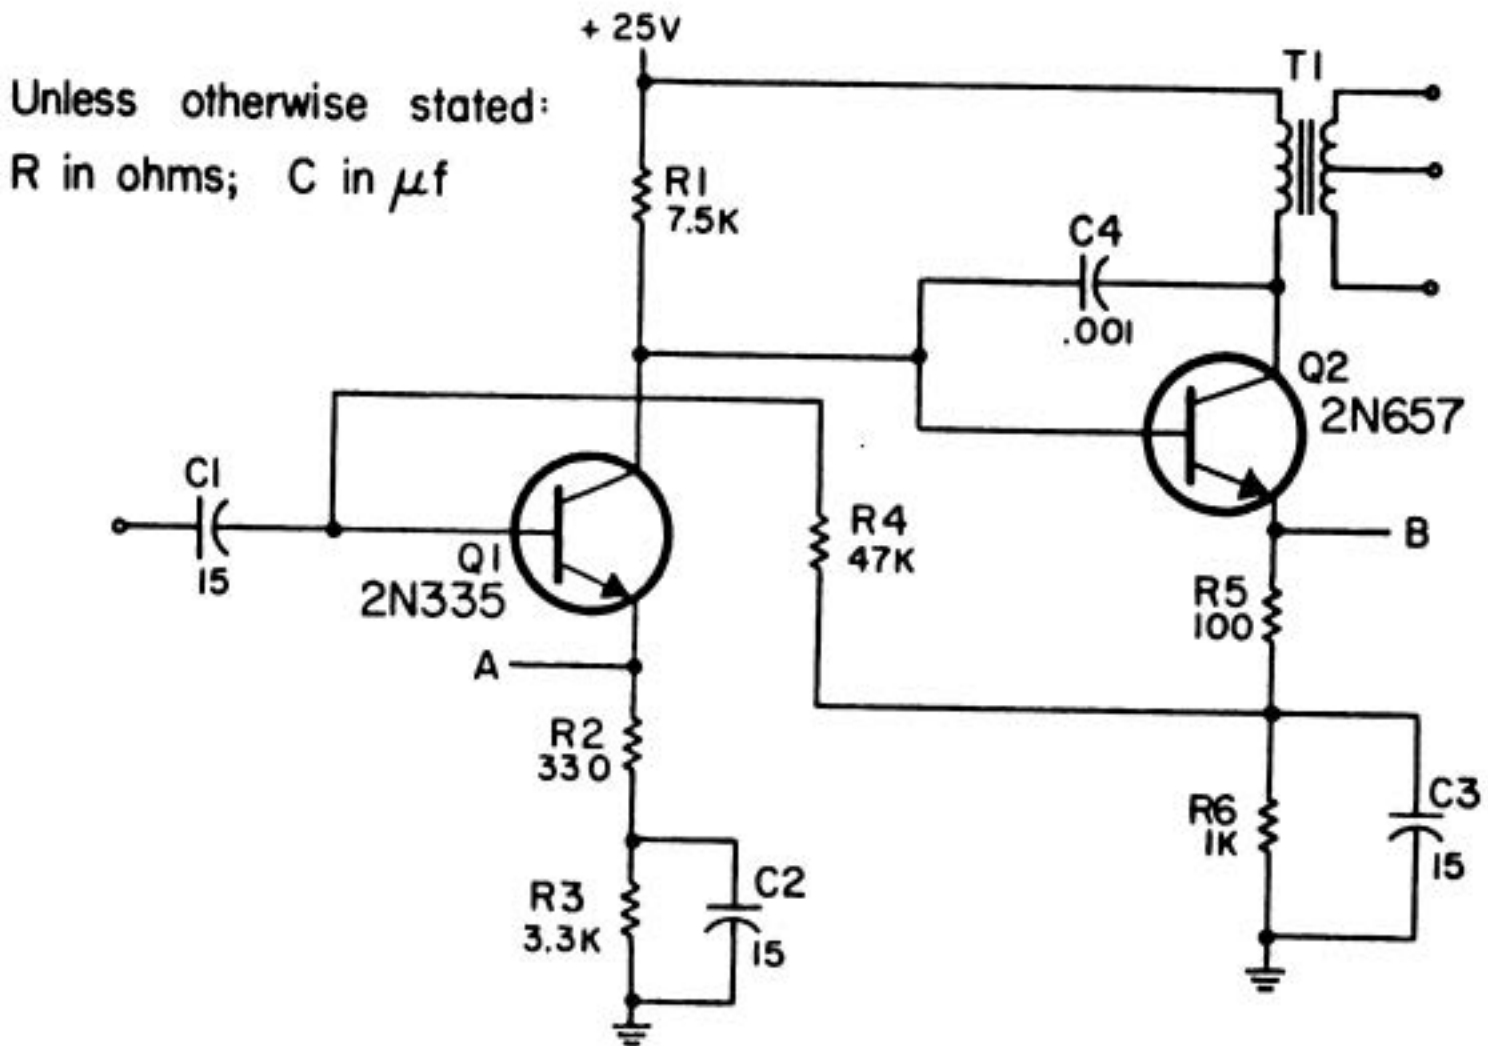 + 25V
T1
Unless otherwise stated:
R in ohms; C in μf
R1
7.5K
C4
.001
Q2
2N657
C1
15
Q1
2N335
R4
47K
B
R5
100
A
R2
330
R6
1K
C3
15
R3
3.3K
C2
15